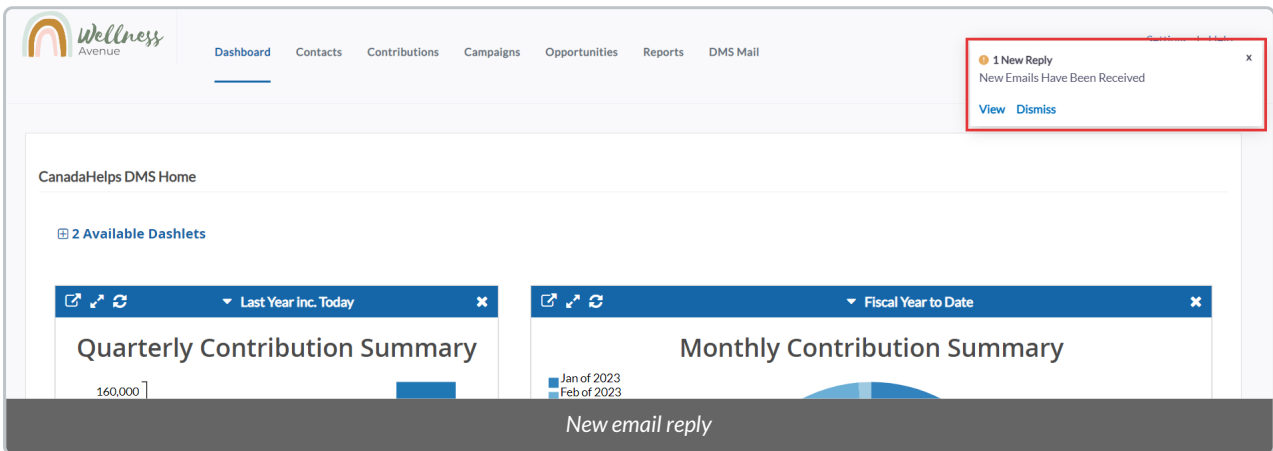 Wellness
Avenue
Dashboard Contacts Contributions Campaigns Opportunities Reports DMS Mail
1 New Reply x
New Emails Have Been Received
View Dismiss
CanadaHelps DMS Home
2 Available Dashlets
Last Year inc. Today
Fiscal Year to Date
Quarterly Contribution Summary
Monthly Contribution Summary
160,000
Jan of 2023
Feb of 2023
New email reply